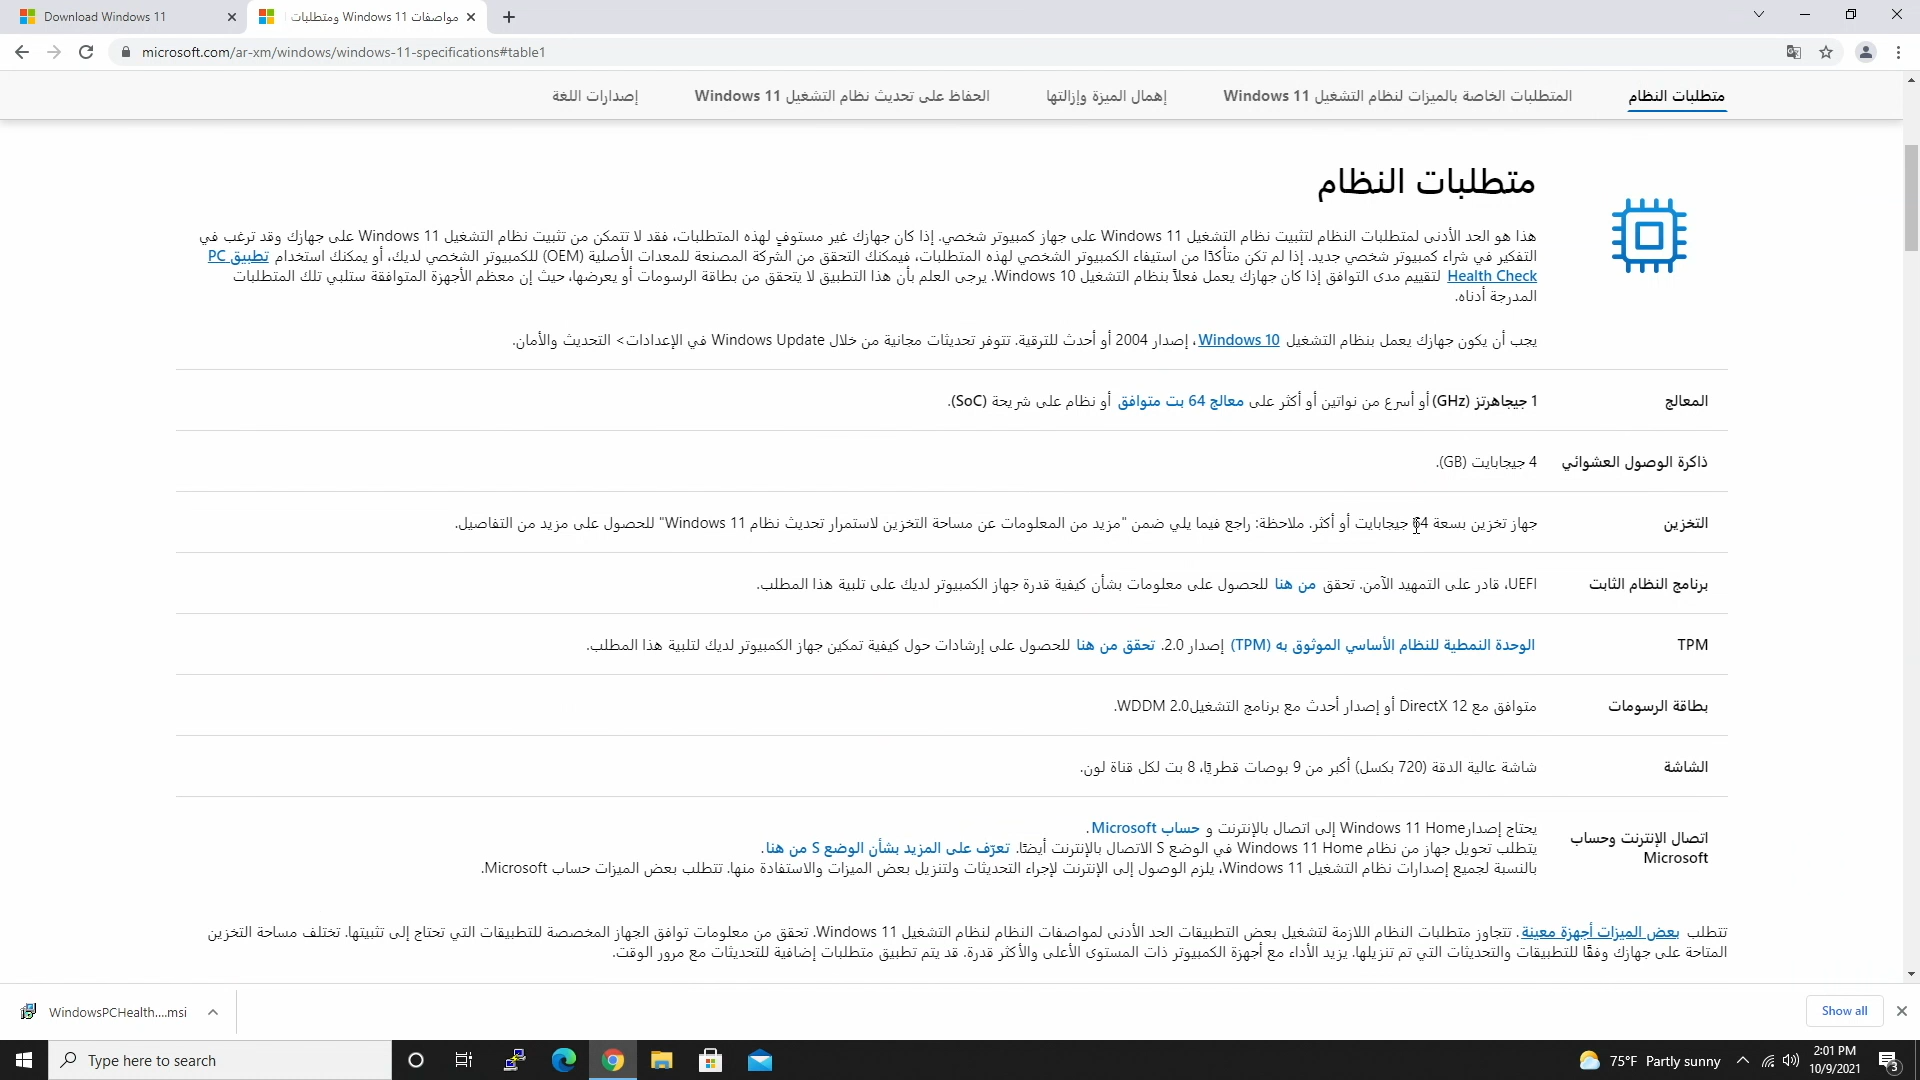 Download Windows 11
مواصفات Windows 11 ومتطلبات
microsoft.com/ar-xm/windows/windows-11-specifications#table1
متطلبات النظام
المتطلبات الخاصة بالميزات لنظام التشغيل Windows 11
إهمال الميزة وإزالتها
الحفاظ على تحديث نظام التشغيل Windows 11
إصدارات اللغة
متطلبات النظام
هذا هو الحد الأدنى لمتطلبات النظام لتثبيت نظام التشغيل Windows 11 على جهاز كمبيوتر شخصي. إذا كان جهازك غير مستوفٍ لهذه المتطلبات، فقد لا تتمكن من تثبيت نظام التشغيل Windows 11 على جهازك وقد ترغب في
التفكير في شراء كمبيوتر شخصي جديد. إذا لم تكن متأكدًا من استيفاء الكمبيوتر الشخصي لهذه المتطلبات، فيمكنك التحقق من الشركة المصنعة للمعدات الأصلية (OEM) للكمبيوتر الشخصي لديك، أو يمكنك استخدام تطبيق PC
Health Check لتقييم مدى التوافق إذا كان جهازك يعمل فعلاً بنظام التشغيل Windows 10. يرجى العلم بأن هذا التطبيق لا يتحقق من بطاقة الرسومات أو يعرضها، حيث إن معظم الأجهزة المتوافقة ستلبي تلك المتطلبات
المدرجة أدناه.
يجب أن يكون جهازك يعمل بنظام التشغيل Windows 10، إصدار 2004 أو أحدث للترقية. تتوفر تحديثات مجانية من خلال Windows Update في الإعدادات> التحديث والأمان.
المعالج
1 جيجاهرتز (GHz) أو أسرع من نواتين أو أكثر على معالج 64 بت متوافق أو نظام على شريحة (SoC).
ذاكرة الوصول العشوائي
4 جيجابايت (GB).
التخزين
جهاز تخزين بسعة 64 جيجابايت أو أكثر. ملاحظة: راجع فيما يلي ضمن "مزيد من المعلومات عن مساحة التخزين لاستمرار تحديث نظام Windows 11" للحصول على مزيد من التفاصيل.
برنامج النظام الثابت
UEFI، قادر على التمهيد الآمن. تحقق من هنا للحصول على معلومات بشأن كيفية قدرة جهاز الكمبيوتر لديك على تلبية هذا المطلب.
TPM
الوحدة النمطية للنظام الأساسي الموثوق به (TPM) إصدار 2.0. تحقق من هنا للحصول على إرشادات حول كيفية تمكين جهاز الكمبيوتر لديك لتلبية هذا المطلب.
بطاقة الرسومات
متوافق مع DirectX 12 أو إصدار أحدث مع برنامج التشغيلWDDM 2.0.
الشاشة
شاشة عالية الدقة (720 بكسل) أكبر من 9 بوصات قطريًا، 8 بت لكل قناة لون.
اتصال الإنترنت وحساب
Microsoft
يحتاج إصدارWindows 11 Home إلى اتصال بالإنترنت و حساب Microsoft.
يتطلب تحويل جهاز من نظام Windows 11 Home في الوضع S الاتصال بالإنترنت أيضًا. تعرّف على المزيد بشأن الوضع S من هنا.
بالنسبة لجميع إصدارات نظام التشغيل Windows 11، يلزم الوصول إلى الإنترنت لإجراء التحديثات ولتنزيل بعض الميزات والاستفادة منها. تتطلب بعض الميزات حساب Microsoft.
تتطلب بعض الميزات أجهزة معينة. تتجاوز متطلبات النظام اللازمة لتشغيل بعض التطبيقات الحد الأدنى لمواصفات النظام لنظام التشغيل Windows 11. تحقق من معلومات توافق الجهاز المخصصة للتطبيقات التي تحتاج إلى تثبيتها. تختلف مساحة التخزين
المتاحة على جهازك وفقًا للتطبيقات والتحديثات التي تم تنزيلها. يزيد الأداء مع أجهزة الكمبيوتر ذات المستوى الأعلى والأكثر قدرة. قد يتم تطبيق متطلبات إضافية للتحديثات مع مرور الوقت.
WindowsPCHealth....msi
Show all
Type here to search
75°F Partly sunny
2:01 PM
10/9/2021
3